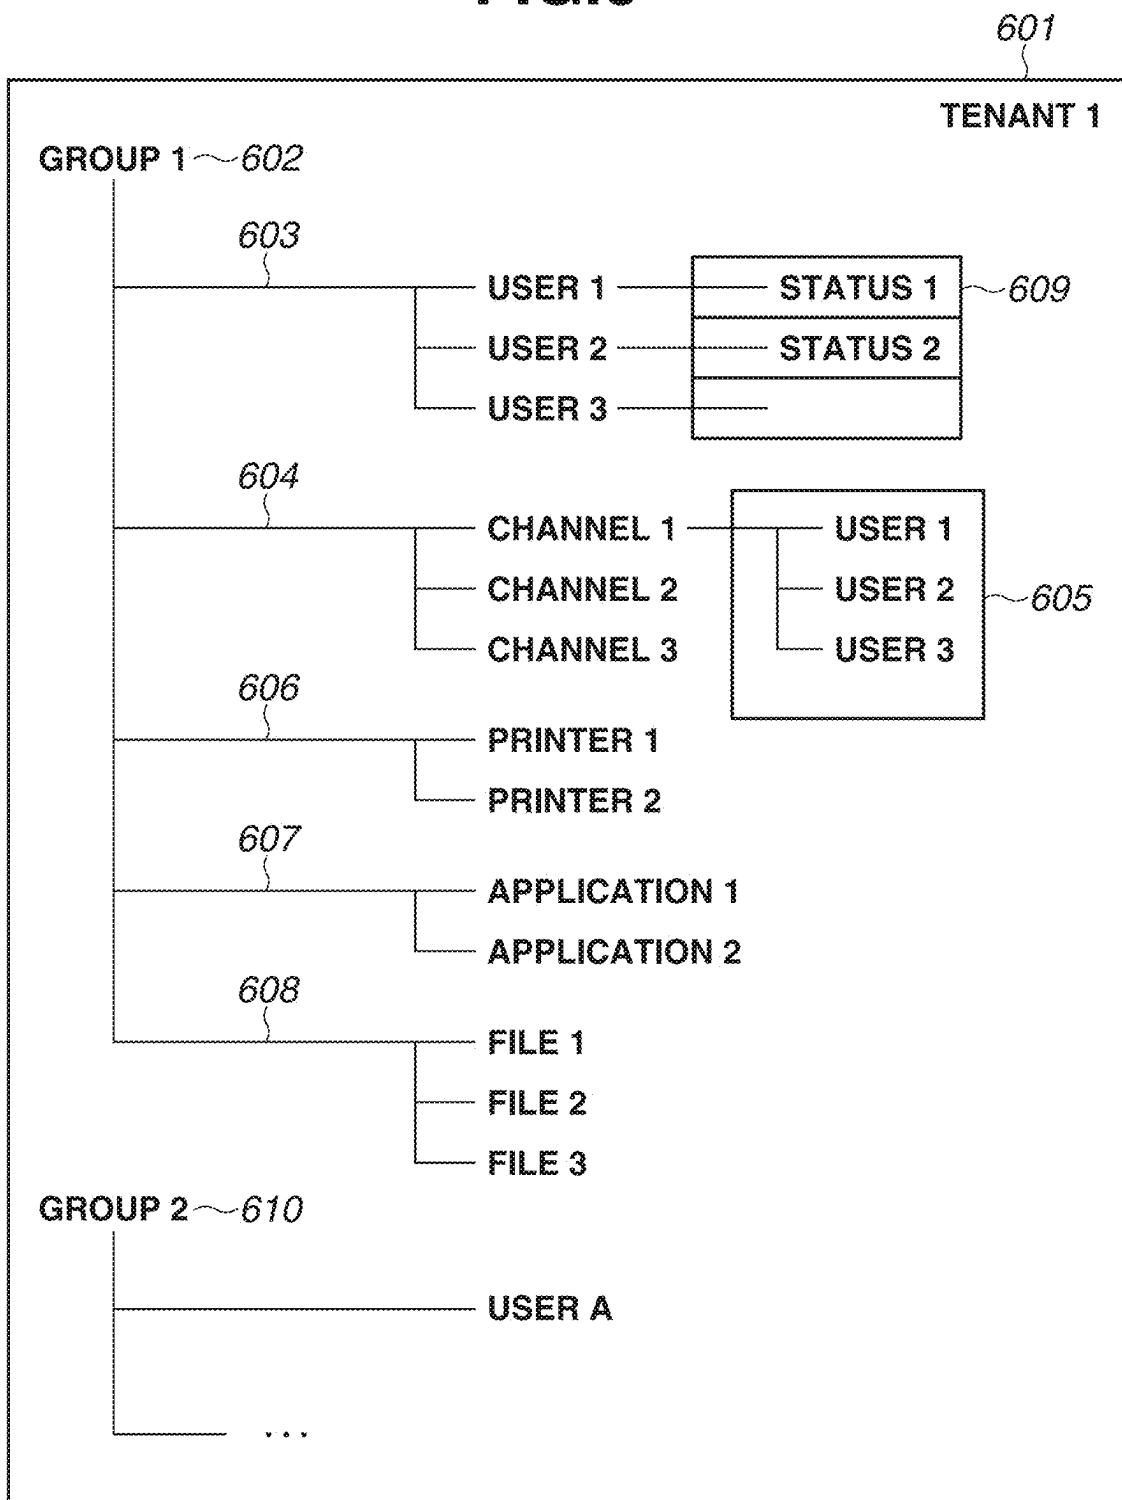 601
TENANT 1
GROUP 1 602
603
USER 1 STATUS 1 609
USER 2 STATUS 2
USER 3
604
CHANNEL 1 USER 1
CHANNEL 2 USER 2 605
CHANNEL 3 USER 3
606
PRINTER 1
PRINTER 2
607
APPLICATION 1
APPLICATION 2
608
FILE 1
FILE 2
FILE 3
GROUP 2 610
USER A
...